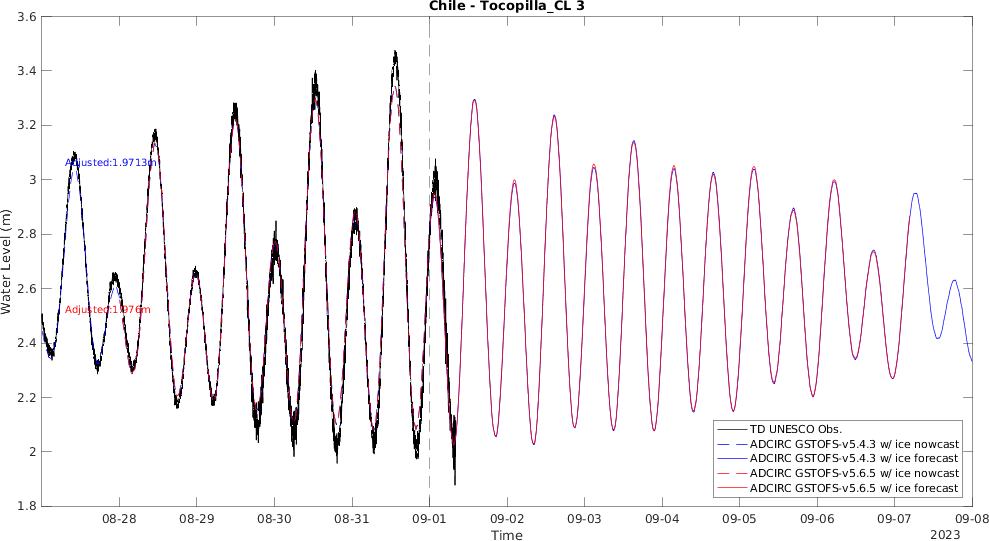 Chile - Tocopilla_CL 3
Water Level (m)
3.6
3.4
3.2
3
2.8
2.6
2.4
2.2
2
1.8
Adjusted:1.9713m
Adjusted:1.976m
TD UNESCO Obs.
ADCIRC GSTOFS-v5.4.3 w/ ice nowcast
ADCIRC GSTOFS-v5.4.3 w/ ice forecast
ADCIRC GSTOFS-v5.6.5 w/ ice nowcast
ADCIRC GSTOFS-v5.6.5 w/ ice forecast
08-28 08-29 08-30 08-31 09-01 09-02 09-03 09-04 09-05 09-06 09-07 09-08
Time
2023